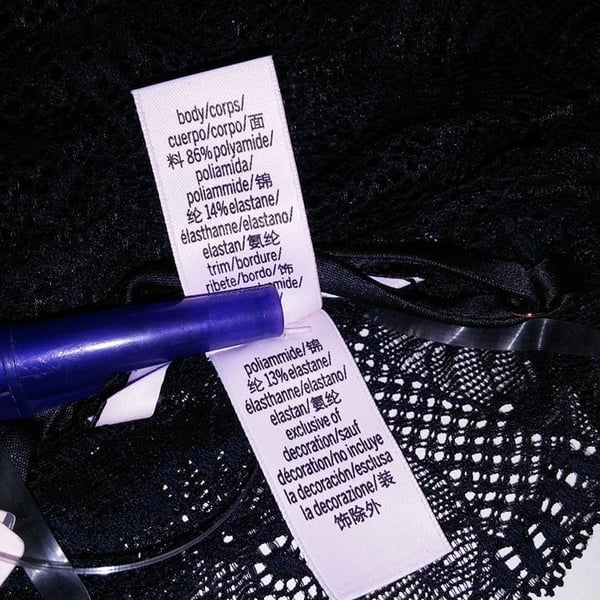 body/corps/
cuerpo/corpo/面
料 86% polyamide/
poliamida/
poliammide/锦
纶 14% elastane/
élasthanne/elastano/
elastan/氨纶
trim/bordure/
ribete/bordo/饰
poliammide/锦
纶 13% elastane/
élasthanne/elastano/
elastan/氨纶
exclusive of
decoration/sauf
décoration/no incluye
la decoración/esclusa
la decorazione/装
饰除外